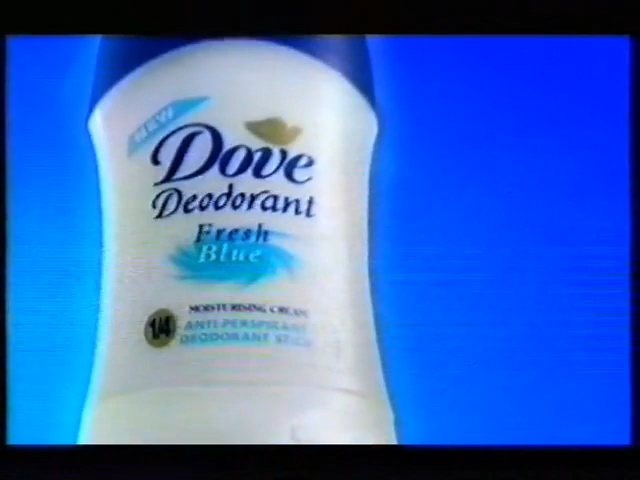 NEW
Dove
Deodorant
Fresh
Blue
MOISTURISING CREAM
1/4
ANTI-PERSPIRANT
DEODORANT STICK